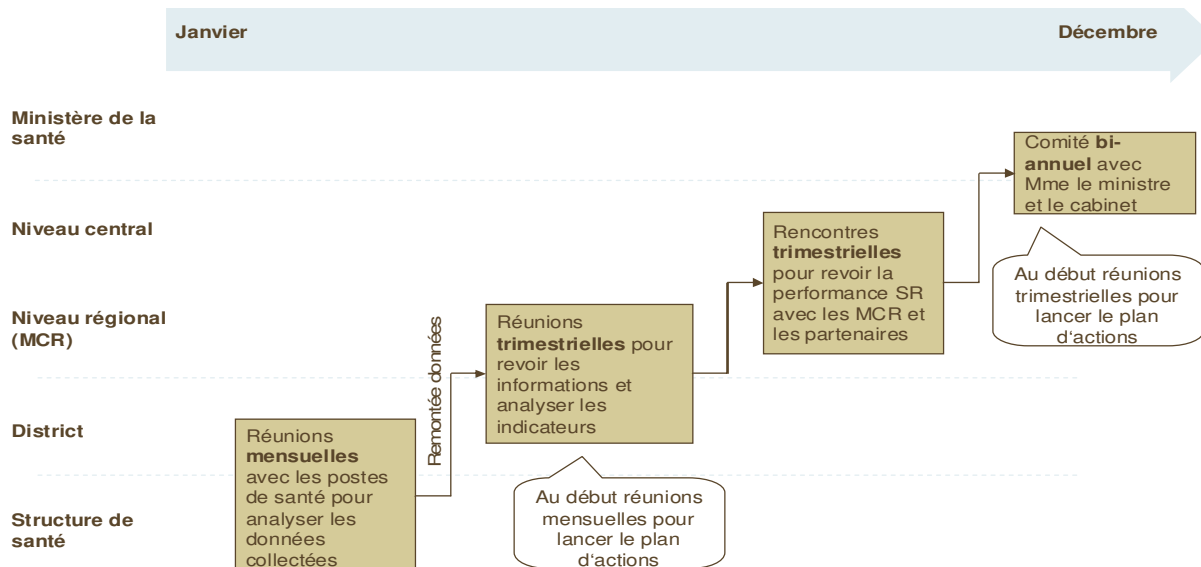 Janvier
Décembre
Ministère de la
santé
Comité bi-
annuel avec
Mme le ministre
et le cabinet
Niveau central
Rencontres
trimestrielles
pour revoir la
performance SR
avec les MCR et
les partenaires
Au début réunions
trimestrielles pour
lancer le plan
d'actions
Niveau régional
(MCR)
Réunions
trimestrielles pour
revoir les
informations et
analyser les
indicateurs
Remontée données
District
Réunions
mensuelles
avec les postes
de santé pour
analyser les
données
collectées
Au début réunions
mensuelles pour
lancer le plan
d'actions
Structure de
santé